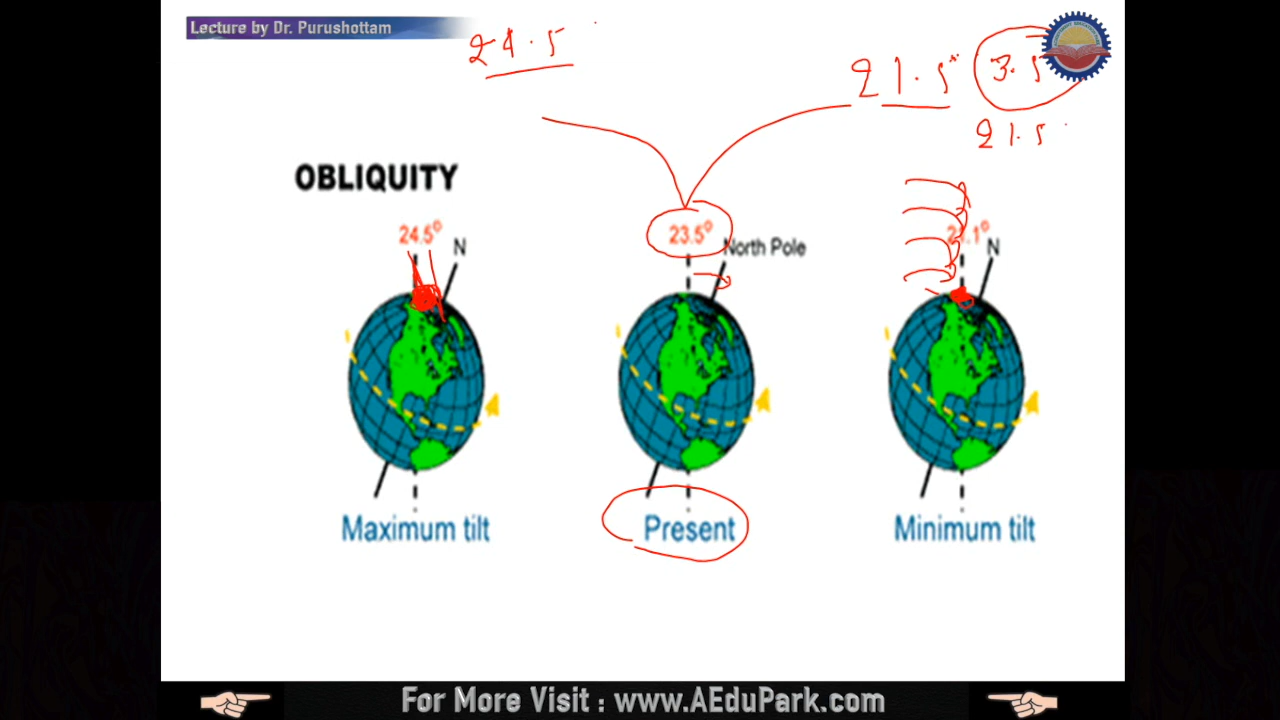 Lecture by Dr. Purushottam
24.5
21.5° 3.5
21.5
OBLIQUITY
24.5° 23.5°
N North Pole N
Maximum tilt Present Minimum tilt
For More Visit : www.AEduPark.com